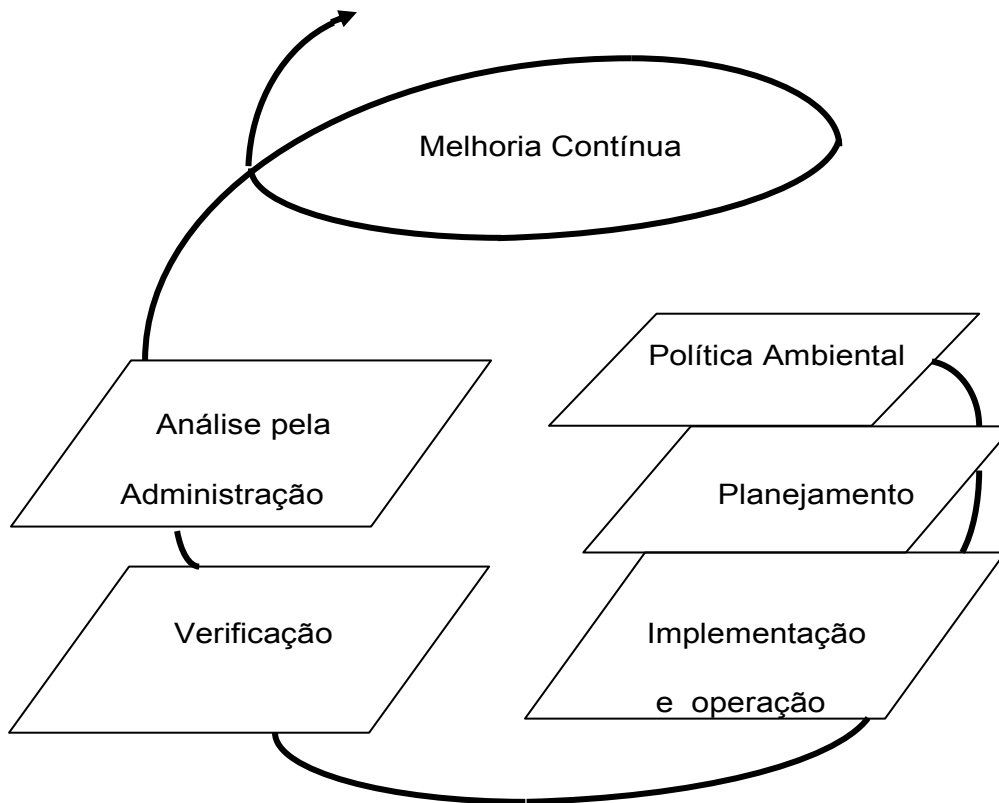 Melhoria Contínua
Política Ambiental
Análise pela
Administração
Planejamento
Verificação
Implementação
e operação